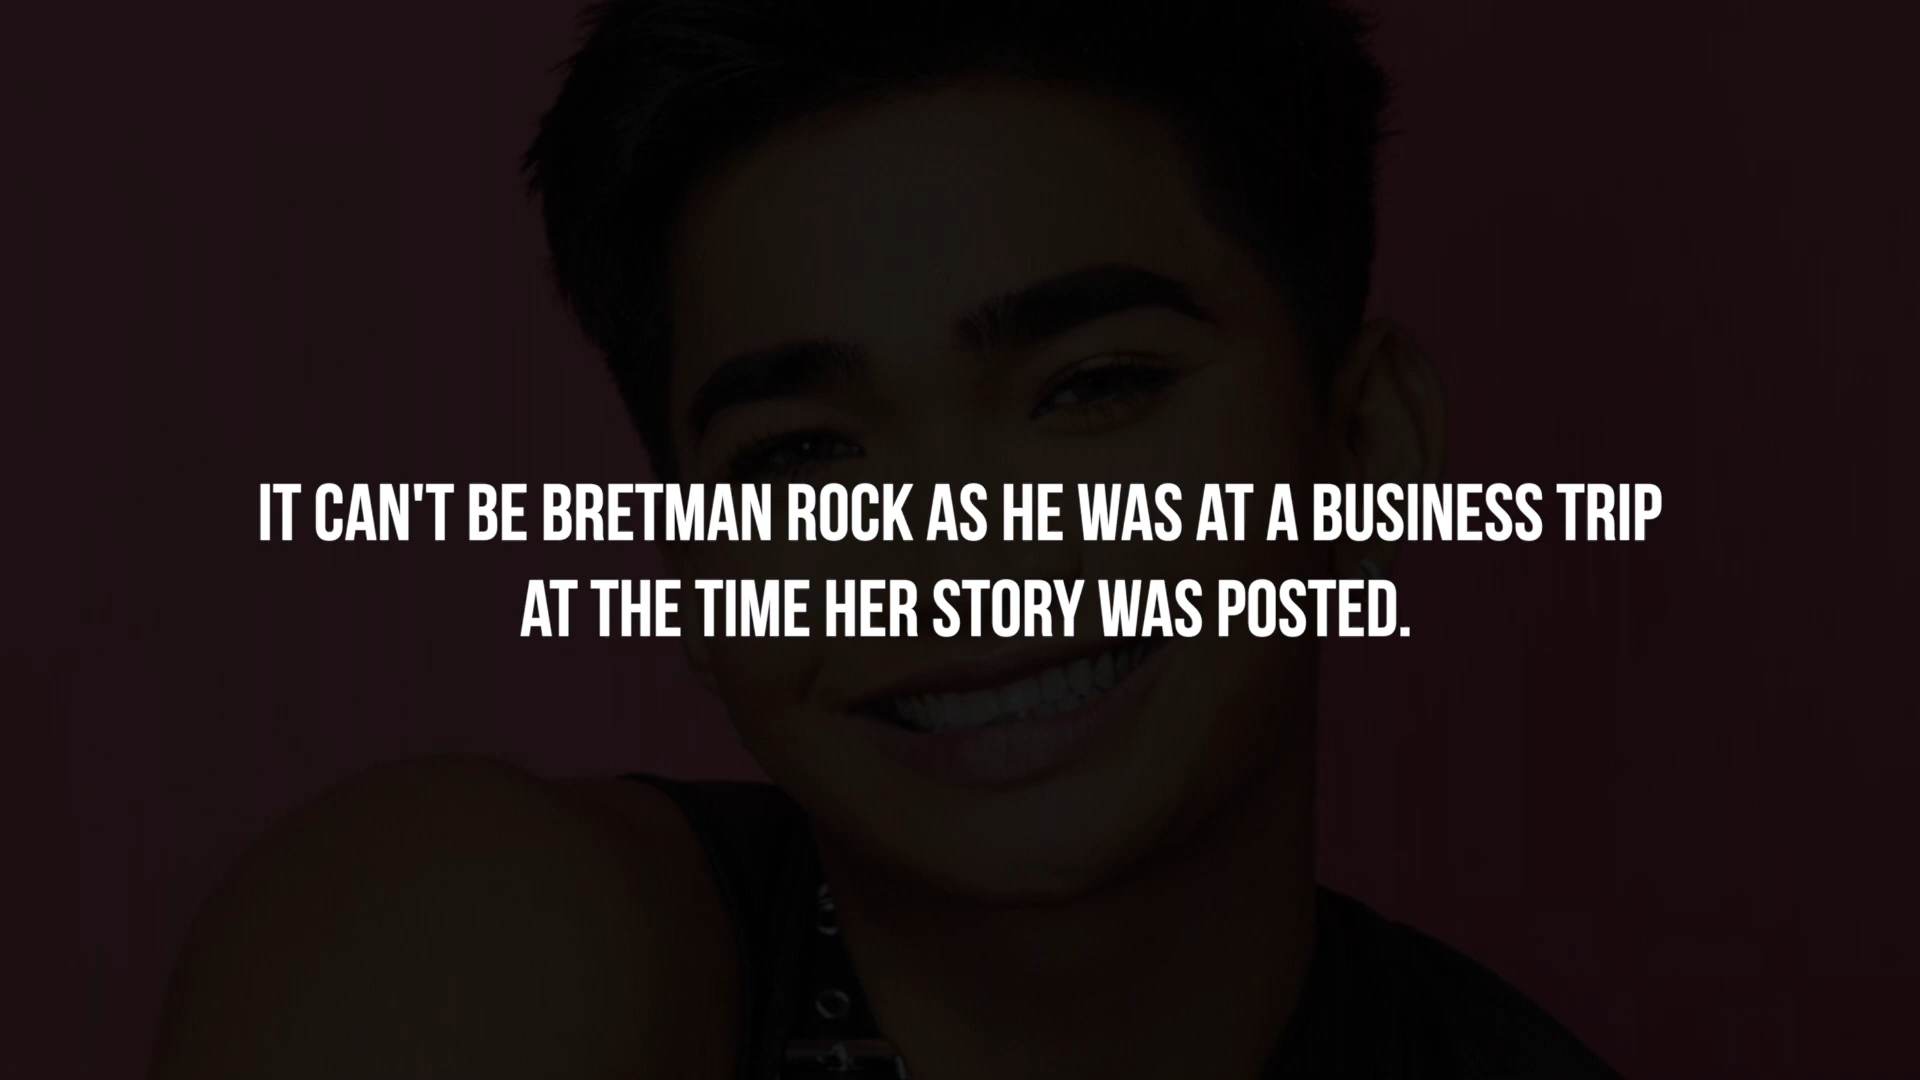 IT CAN'T BE BRETMAN ROCK AS HE WAS AT A BUSINESS TRIP
AT THE TIME HER STORY WAS POSTED.